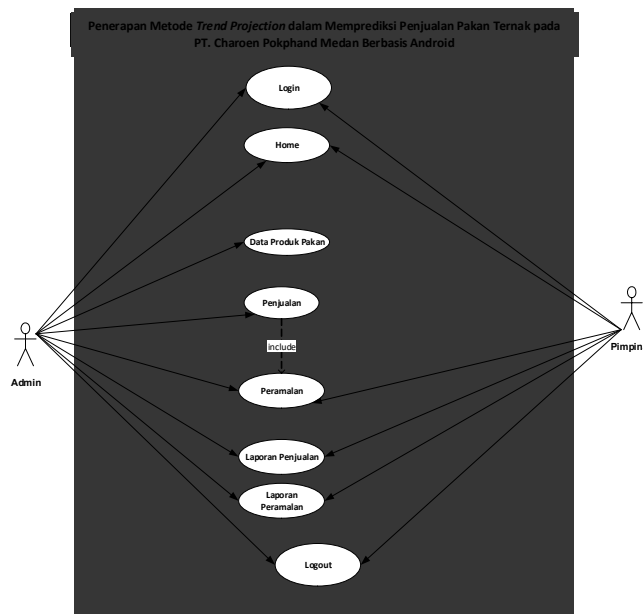 Penerapan Metode Trend Projection dalam Memprediksi Penjualan Pakan Ternak pada
PT. Charoen Pokphand Medan Berbasis Android
Login
Home
Data Produk Pakan
Penjualan
include
Peramalan
Laporan Penjualan
Laporan
Peramalan
Logout
Admin
Pimpin